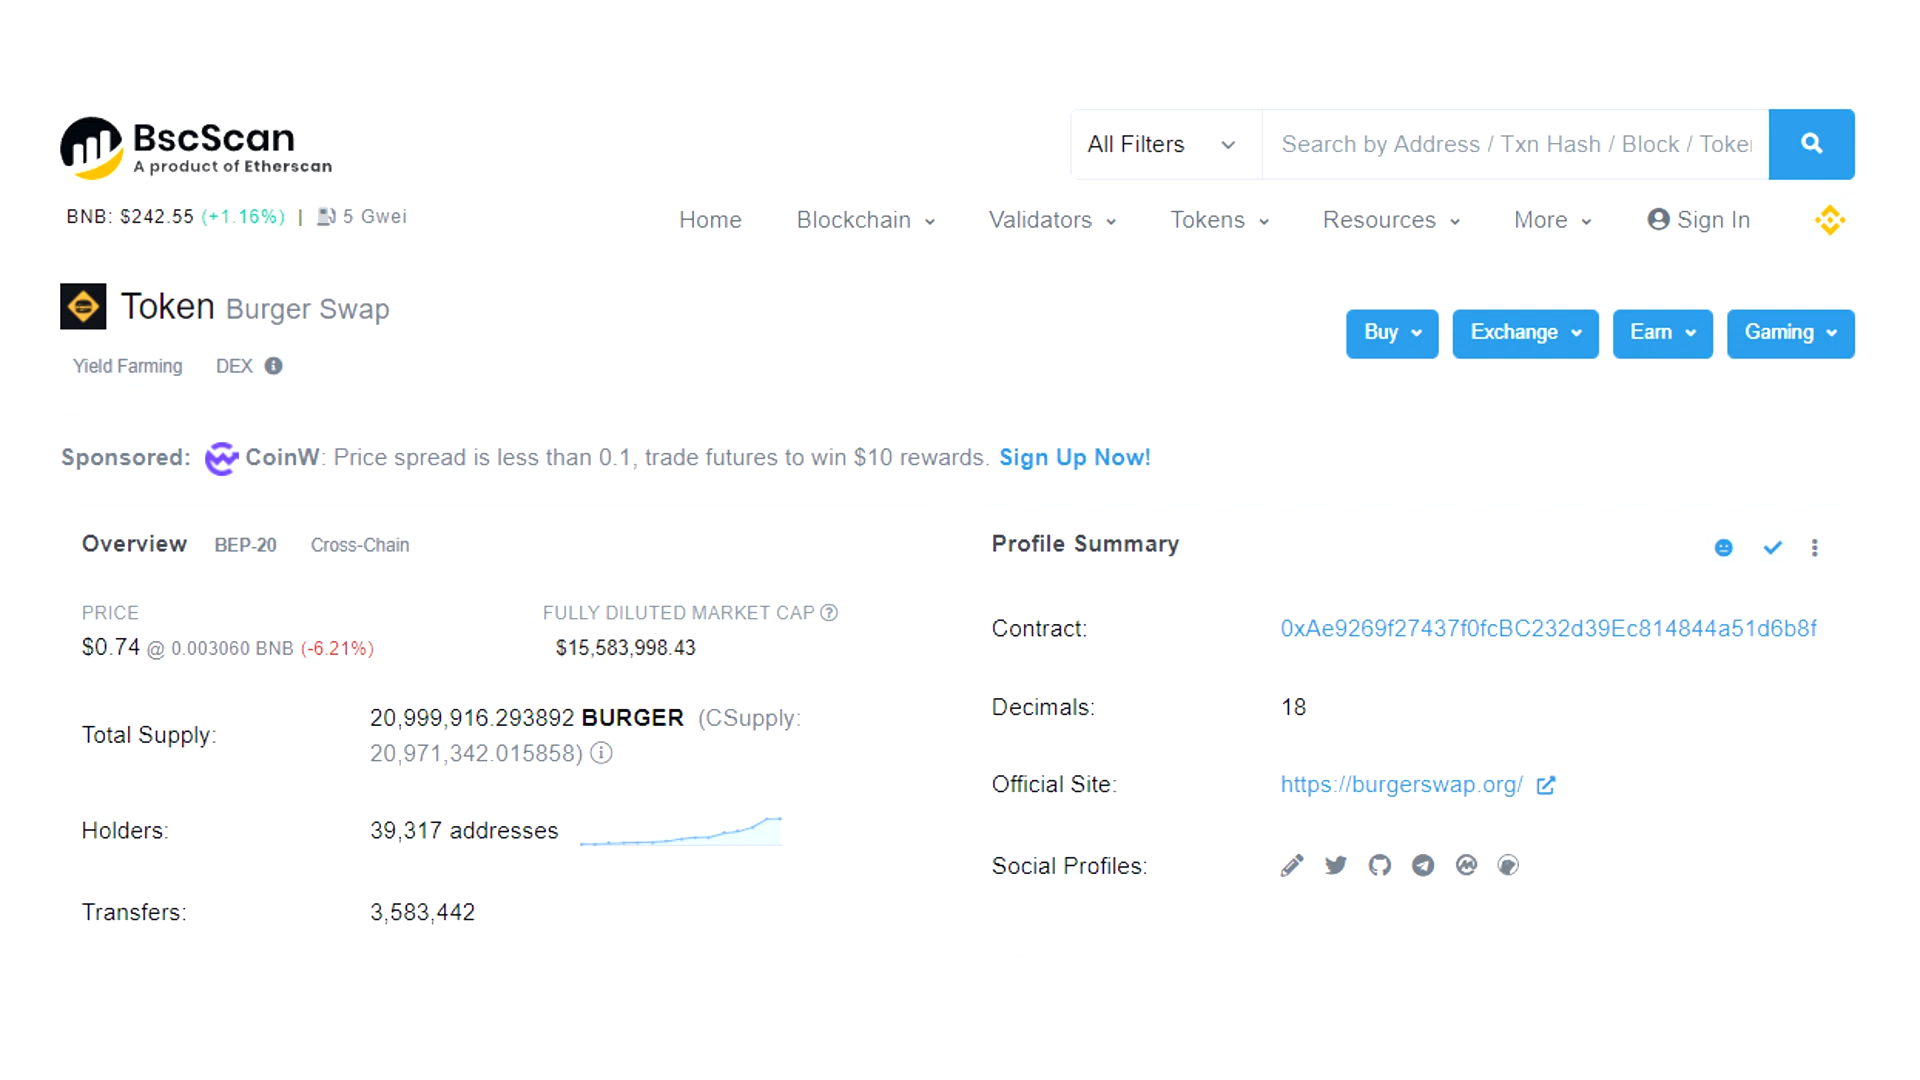 BscScan
A product of Etherscan
All Filters
Search by Address / Txn Hash / Block / Token
BNB: $242.55 (+1.16%) | 5 Gwei
Home Blockchain Validators Tokens Resources More Sign In
Token Burger Swap
Yield Farming DEX
Buy Exchange Earn Gaming
Sponsored: CoinW: Price spread is less than 0.1, trade futures to win $10 rewards. Sign Up Now!
Overview BEP-20 Cross-Chain
PRICE
$0.74 @ 0.003060 BNB (-6.21%)
FULLY DILUTED MARKET CAP
$15,583,998.43
Total Supply:
20,999,916.293892 BURGER (CSupply:
20,971,342.015858)
Holders:
39,317 addresses
Transfers:
3,583,442
Profile Summary
Contract:
0xAe9269f27437f0fcBC232d39Ec814844a51d6b8f
Decimals:
18
Official Site:
https://burgerswap.org/
Social Profiles: